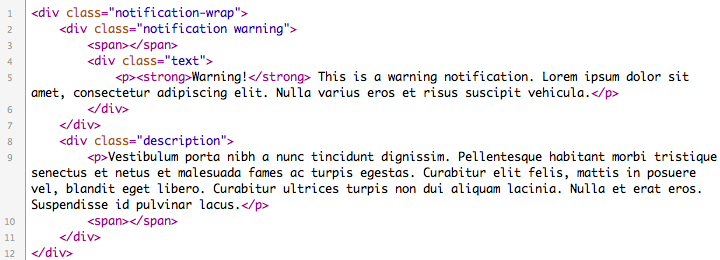 1 <div class="notification-wrap">
2     <div class="notification warning">
3         <span></span>
4         <div class="text">
5             <p><strong>Warning!</strong> This is a warning notification. Lorem ipsum dolor sit
amet, consectetur adipiscing elit. Nulla varius eros et risus suscipit vehicula.</p>
6         </div>
7     </div>
8     <div class="description">
9         <p>Vestibulum porta nibh a nunc tincidunt dignissim. Pellentesque habitant morbi tristique
senectus et netus et malesuada fames ac turpis egestas. Curabitur elit felis, mattis in posuere
vel, blandit eget libero. Curabitur ultrices turpis non dui aliquam lacinia. Nulla et erat eros.
Suspendisse id pulvinar lacus.</p>
10         <span></span>
11     </div>
12 </div>